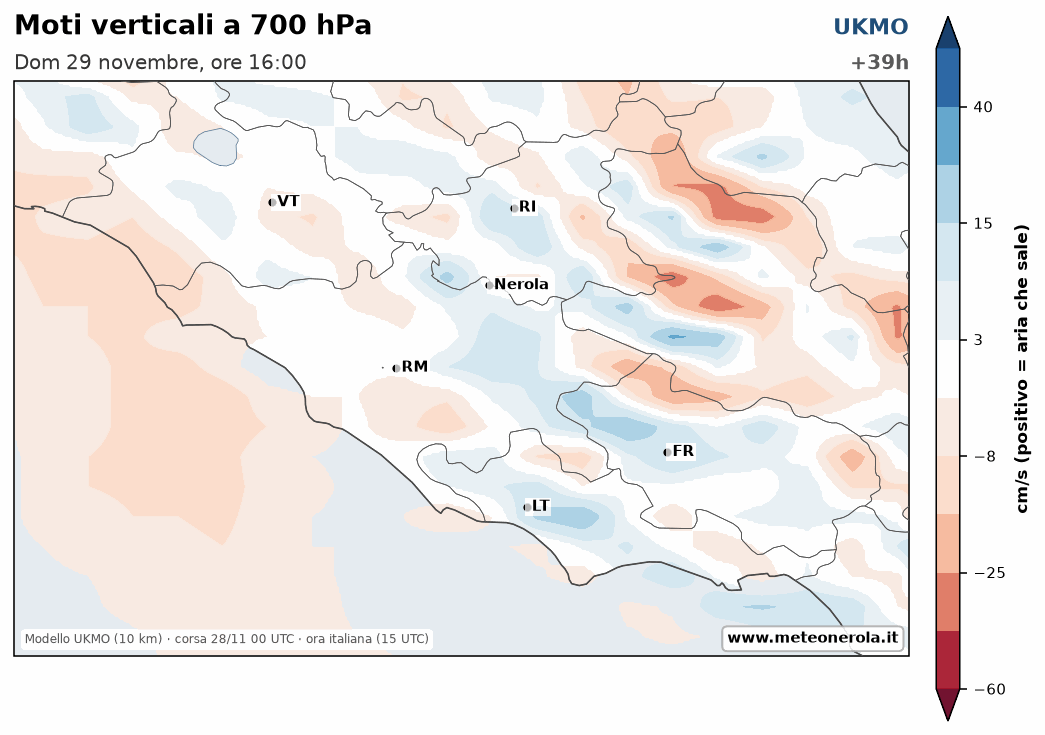 Moti verticali a 700 hPa
UKMO
Dom 29 novembre, ore 16:00
+39h
VT
RI
Nerola
RM
FR
LT
40
15
3
−8
−25
−60
cm/s (positivo = aria che sale)
Modello UKMO (10 km) · corsa 28/11 00 UTC · ora italiana (15 UTC)
www.meteonerola.it